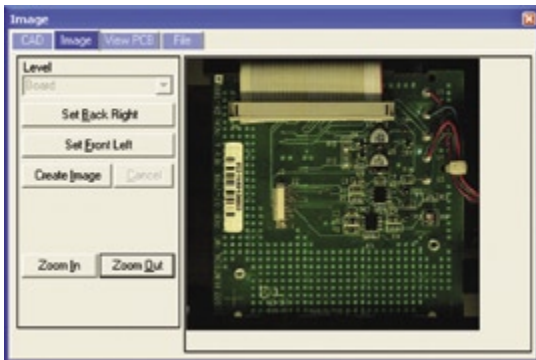 Image
CAD Image View PCB File
Level
Board
Set Back Right
Set Front Left
Create Image Cancel
Zoom In Zoom Out